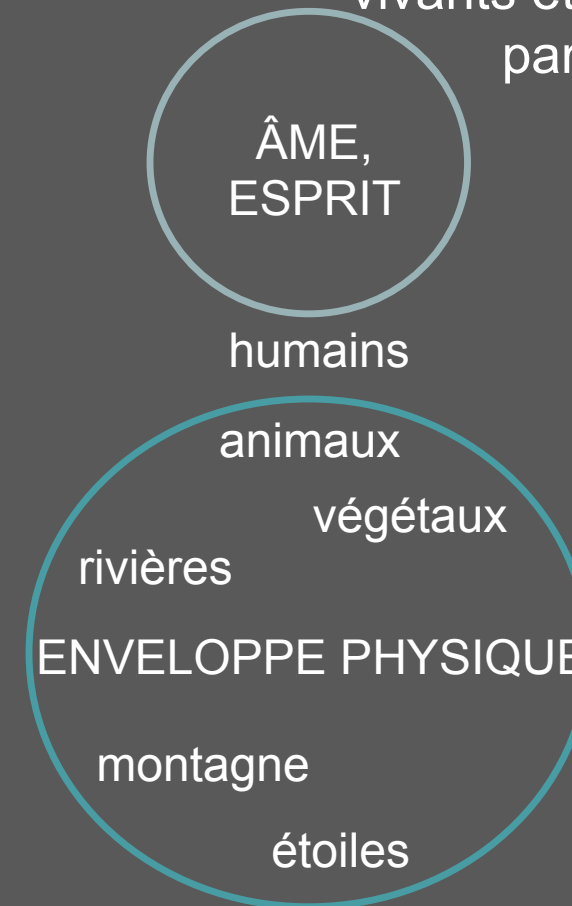 ÂME,
ESPRIT
humains
animaux
végétaux
rivières
ENVELOPPE PHYSIQUE
montagne
étoiles